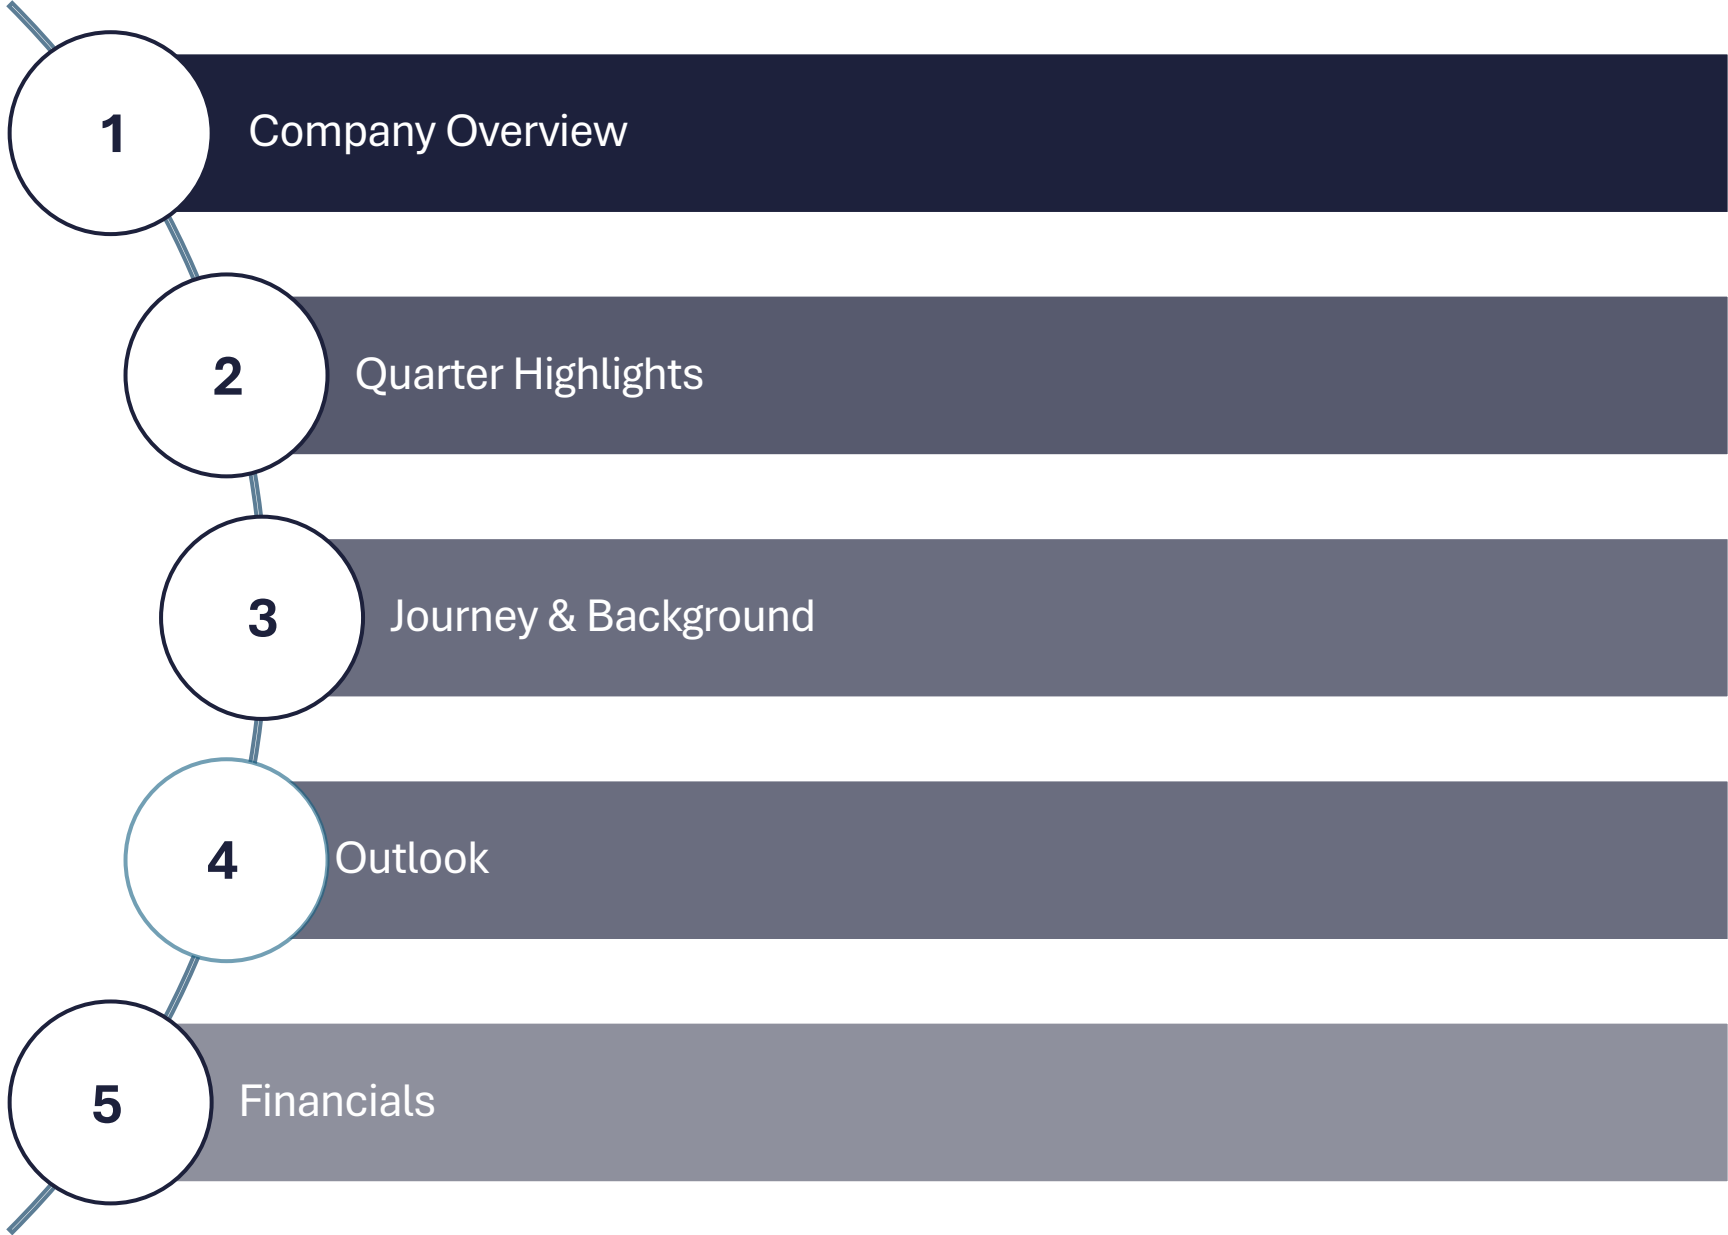 1 Company Overview
2 Quarter Highlights
3 Journey & Background
4 Outlook
5 Financials